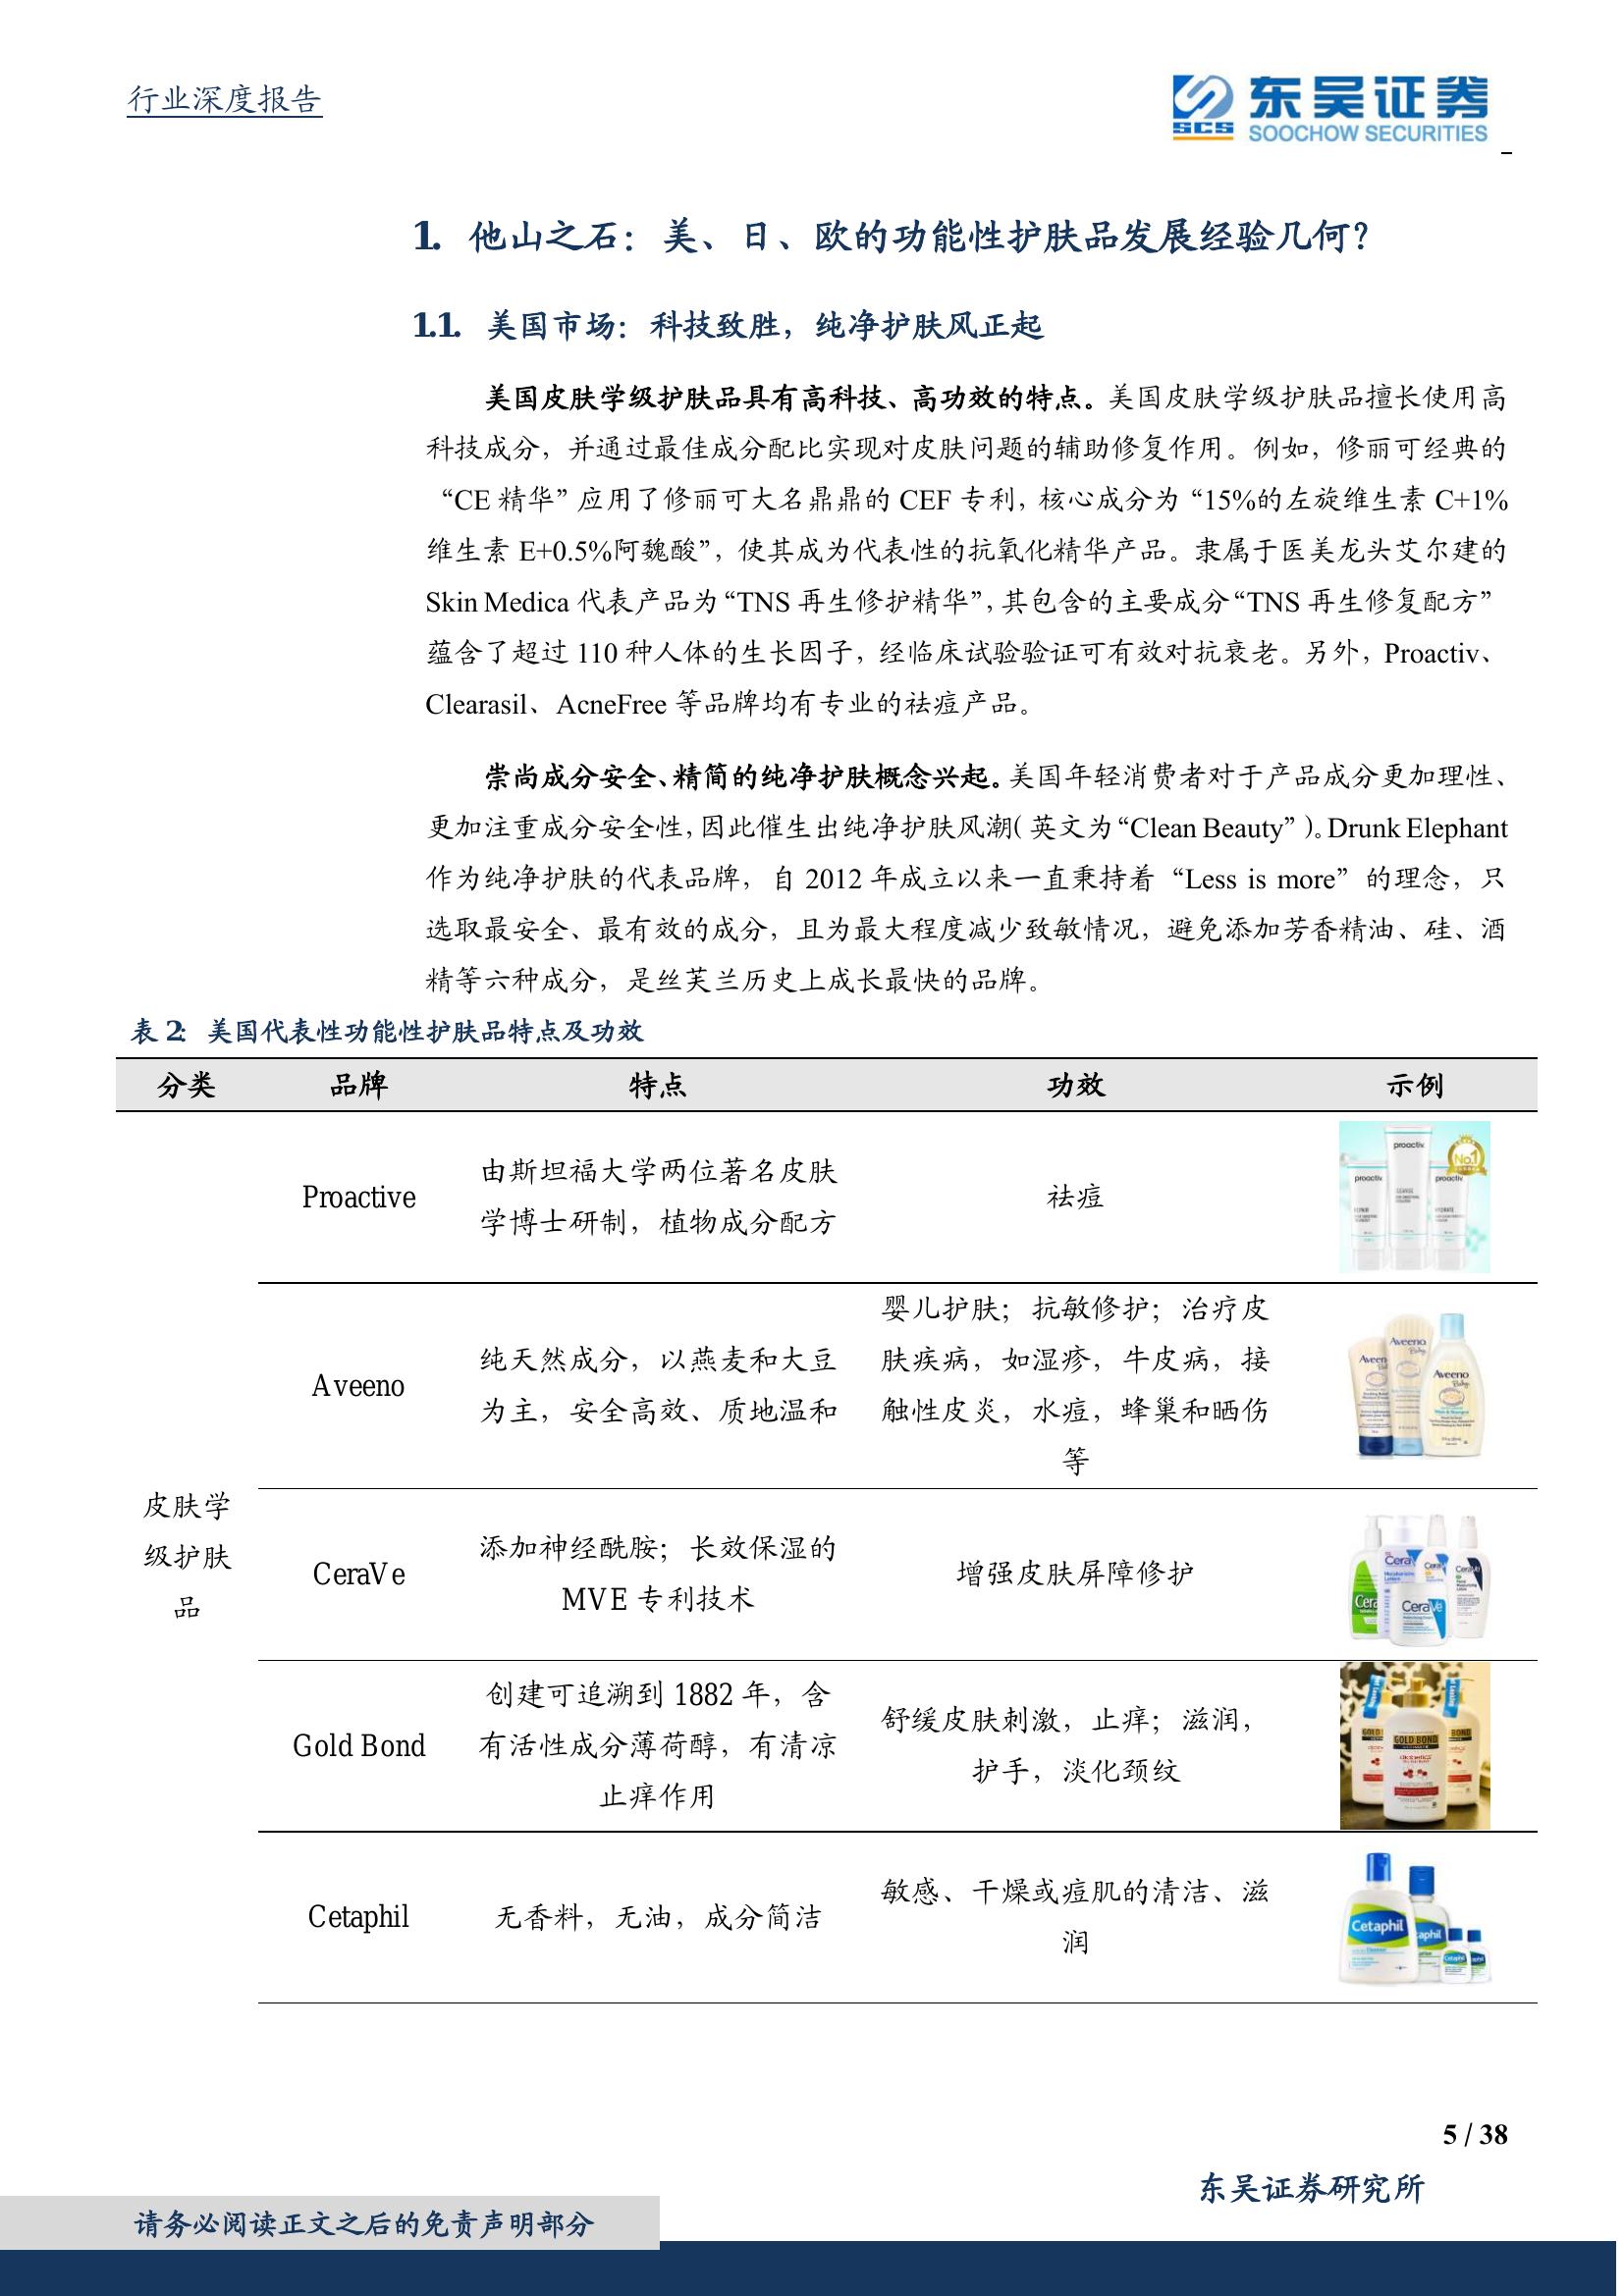 行业深度报告
SCS
东吴证券
SOOCHOW SECURITIES
1. 他山之石：美、日、欧的功能性护肤品发展经验几何？
1.1. 美国市场：科技致胜，纯净护肤风正起
美国皮肤学级护肤品具有高科技、高功效的特点。美国皮肤学级护肤品擅长使用高
科技成分，并通过最佳成分配比实现对皮肤问题的辅助修复作用。例如，修丽可经典的
“CE 精华”应用了修丽可大名鼎鼎的 CEF 专利，核心成分为“15%的左旋维生素 C+1%
维生素 E+0.5%阿魏酸”，使其成为代表性的抗氧化精华产品。隶属于医美龙头艾尔建的
Skin Medica 代表产品为“TNS 再生修护精华”，其包含的主要成分“TNS 再生修复配方”
蕴含了超过 110 种人体的生长因子，经临床试验验证可有效对抗衰老。另外，Proactiv、
Clearasil、AcneFree 等品牌均有专业的祛痘产品。
崇尚成分安全、精简的纯净护肤概念兴起。美国年轻消费者对于产品成分更加理性、
更加注重成分安全性，因此催生出纯净护肤风潮（英文为“Clean Beauty”）。Drunk Elephant
作为纯净护肤的代表品牌，自 2012 年成立以来一直秉持着“Less is more”的理念，只
选取最安全、最有效的成分，且为最大程度减少致敏情况，避免添加芳香精油、硅、酒
精等六种成分，是丝芙兰历史上成长最快的品牌。
表 2： 美国代表性功能性护肤品特点及功效
分类 品牌 特点 功效 示例
皮肤学
级护肤
品
Proactive
由斯坦福大学两位著名皮肤
学博士研制，植物成分配方
祛痘
proactiv
No.1
proactiv
proactiv
Aveeno
纯天然成分，以燕麦和大豆
为主，安全高效、质地温和
婴儿护肤；抗敏修护；治疗皮
肤疾病，如湿疹，牛皮病，接
触性皮炎，水痘，蜂巢和晒伤
等
Aveeno
Baby
Aveeno
Aveeno
Baby
CeraVe
添加神经酰胺；长效保湿的
MVE 专利技术
增强皮肤屏障修护
CeraVe
Gold Bond
创建可追溯到 1882 年，含
有活性成分薄荷醇，有清凉
止痒作用
舒缓皮肤刺激，止痒；滋润，
护手，淡化颈纹
GOLD BOND
Cetaphil
无香料，无油，成分简洁
敏感、干燥或痘肌的清洁、滋
润
Cetaphil
5 / 38
东吴证券研究所
请务必阅读正文之后的免责声明部分